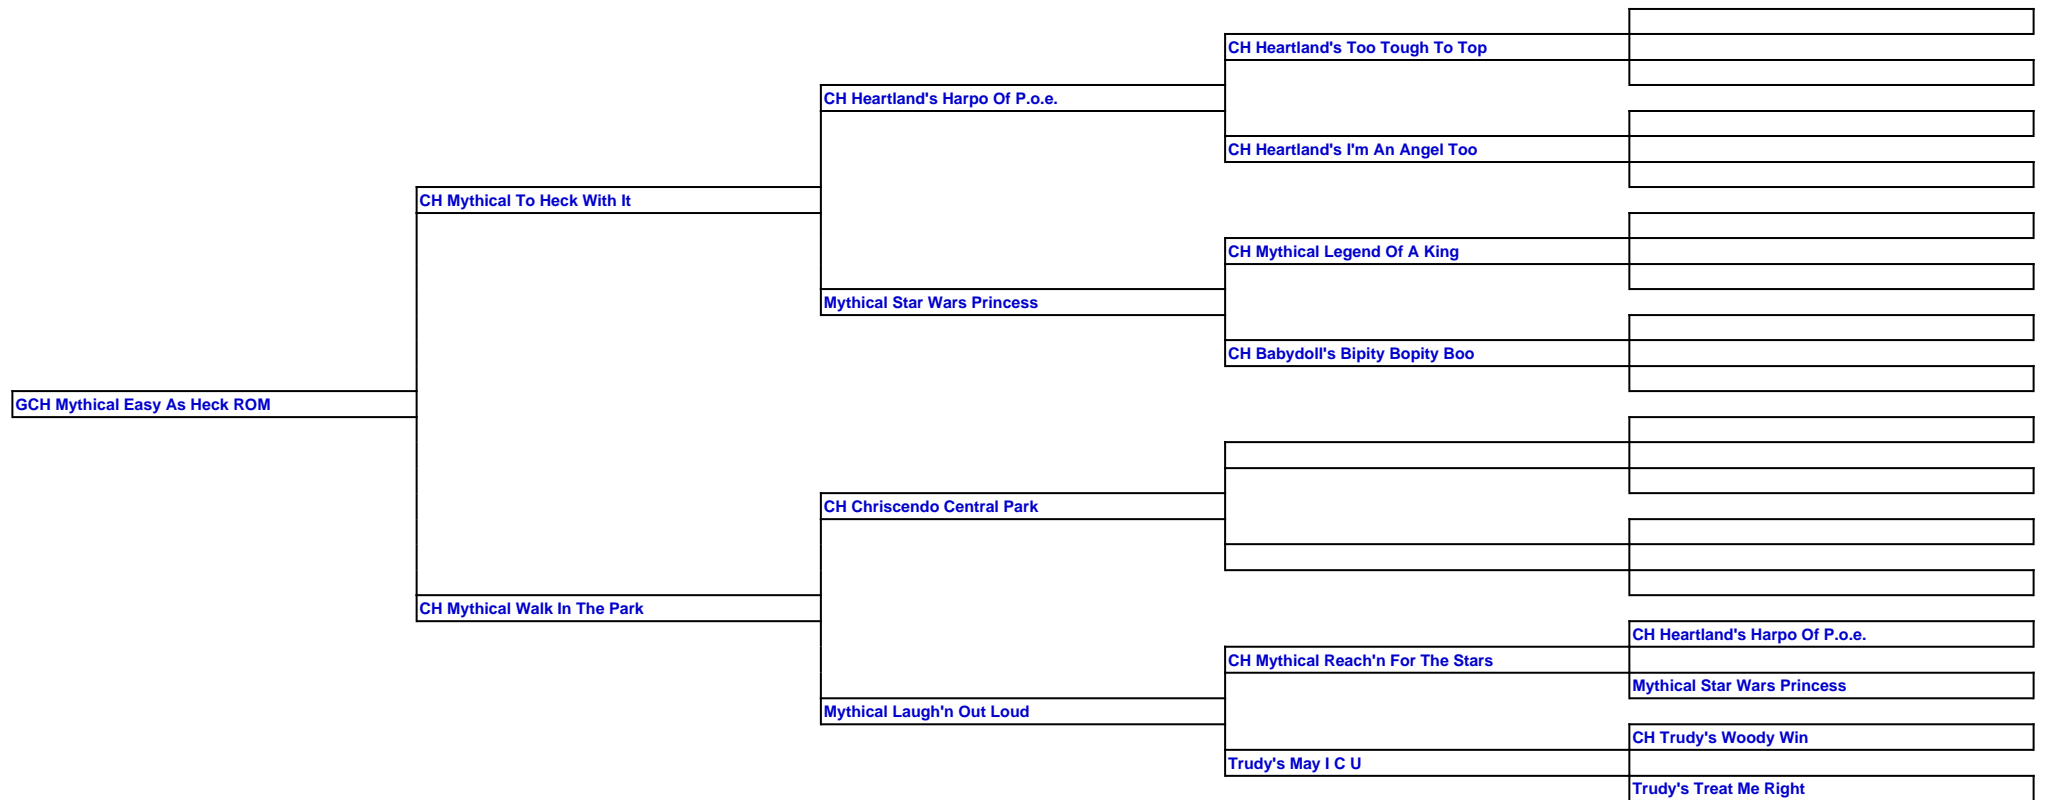 CH Heartland's Too Tough To Top
CH Heartland's Harpo Of P.o.e.
CH Heartland's I'm An Angel Too
CH Mythical To Heck With It
CH Mythical Legend Of A King
Mythical Star Wars Princess
CH Babydoll's Bipity Bopity Boo
GCH Mythical Easy As Heck ROM
CH Chriscendo Central Park
CH Mythical Walk In The Park
CH Heartland's Harpo Of P.o.e.
CH Mythical Reach'n For The Stars
Mythical Star Wars Princess
Mythical Laugh'n Out Loud
CH Trudy's Woody Win
Trudy's May I C U
Trudy's Treat Me Right